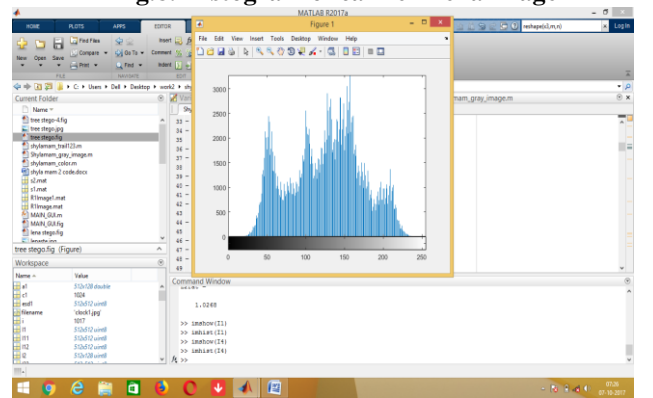 MATLAB R2017a
HOME PLOTS APPS EDITOR
reshape(s2,m,n)
Log in
New Open Save
Find Files
Compare
Print
Go To
Find
Insert
Comment
Indent
FILE
NAVIGATE
Figure 1
File Edit View Insert Tools Desktop Window Help
3000
2500
2000
1500
1000
500
0
0 50 100 150 200 250
C: Users Dell Desktop
Current Folder
Name
tree stego-4.fig
tree stego.jpg
tree stego.fig
shylamam_trail123.m
Shylamam_gray_image.m
shylamam_color.m
shyla mam 2 code.docx
s2.mat
s1.mat
R1Image1.mat
R1Image.mat
MAIN_GUI.m
MAIN_GUI.fig
lena stego.fig
tree stego.fig (Figure)
mam_gray_image.m
33
34
35
36
37
38
39
40
41
42
43
44
45
46
47
48
49
Workspace
Name Value
a1 512x128 double
c1 1024
end1 512x512 uint8
filename 'clock1.jpg'
i 1017
I1 512x512 uint8
I11 512x512 uint8
I12 512x512 uint8
I2 512x128 uint8
Command Window
1.0248
>> imshow(I1)
>> imhist(I1)
>> imshow(I4)
>> imhist(I4)
fx >>
07:26
07-10-2017